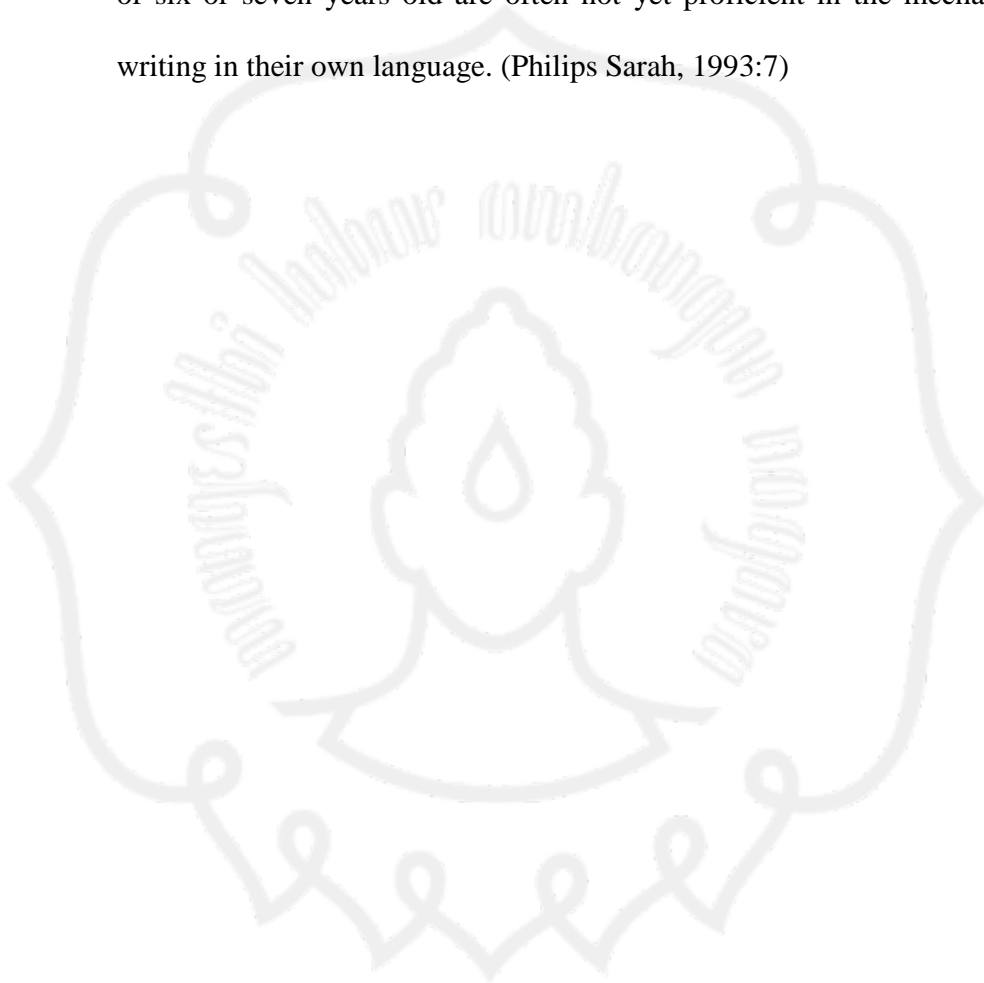 of six or seven years old are often not yet proficient in the mecha
writing in their own language. (Philips Sarah, 1993:7)